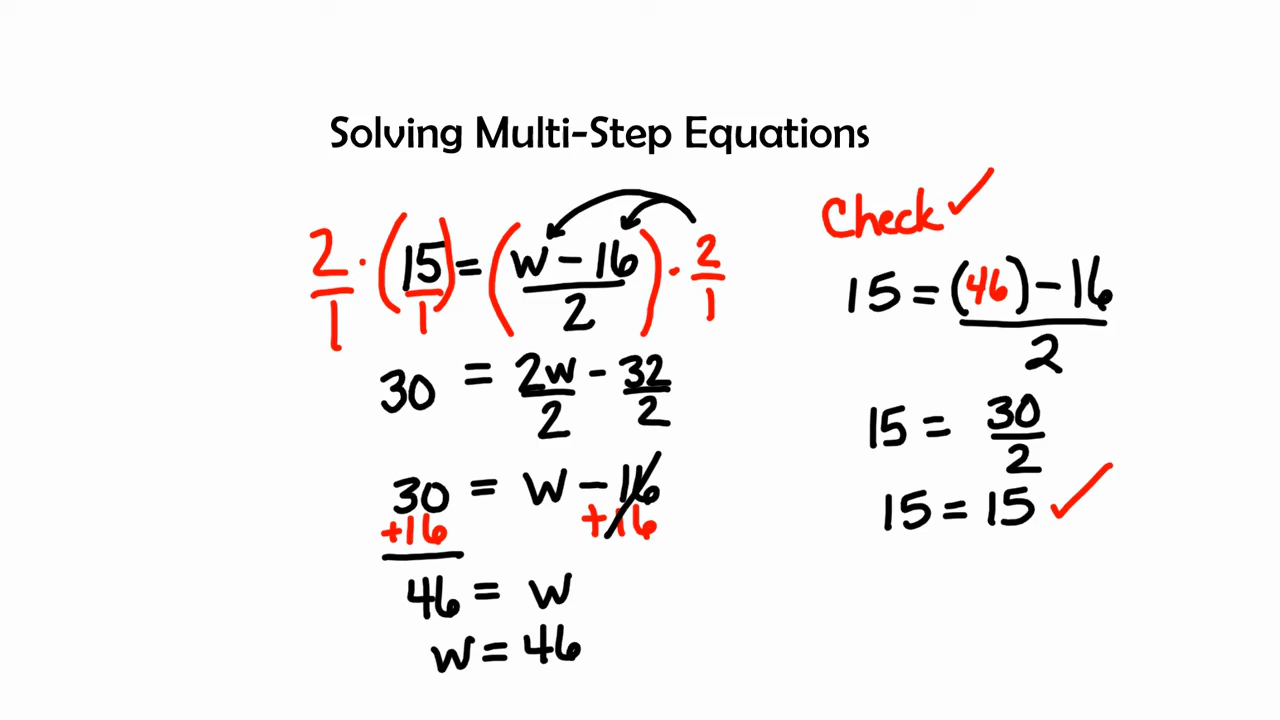 Solving Multi-Step Equations
2/1 · (15/1) = ((w - 16)/2) · 2/1
30 = 2w/2 - 32/2
30 = w - 16
+16 +16
46 = w
w = 46
Check ✓
15 = ((46) - 16)/2
15 = 30/2
15 = 15 ✓